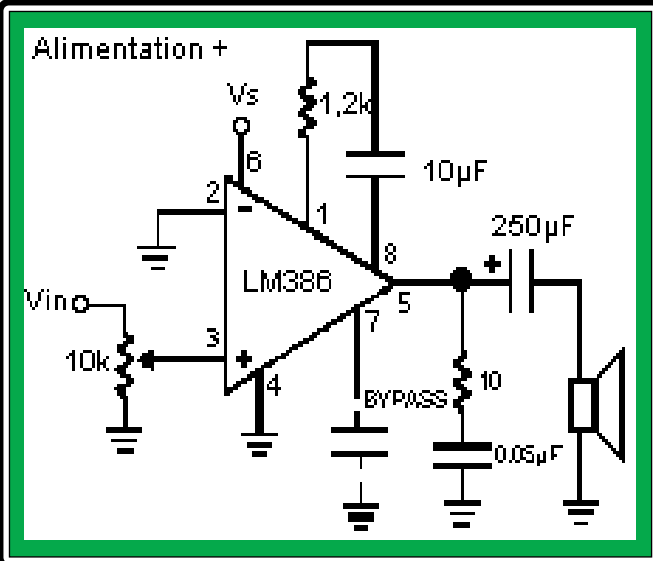 Alimentation +
Vs
6
1,2k
10µF
2
-
1
8
250µF
+
LM386
5
Vin
10k
3
+
4
7
BYPASS
10
0.05µF